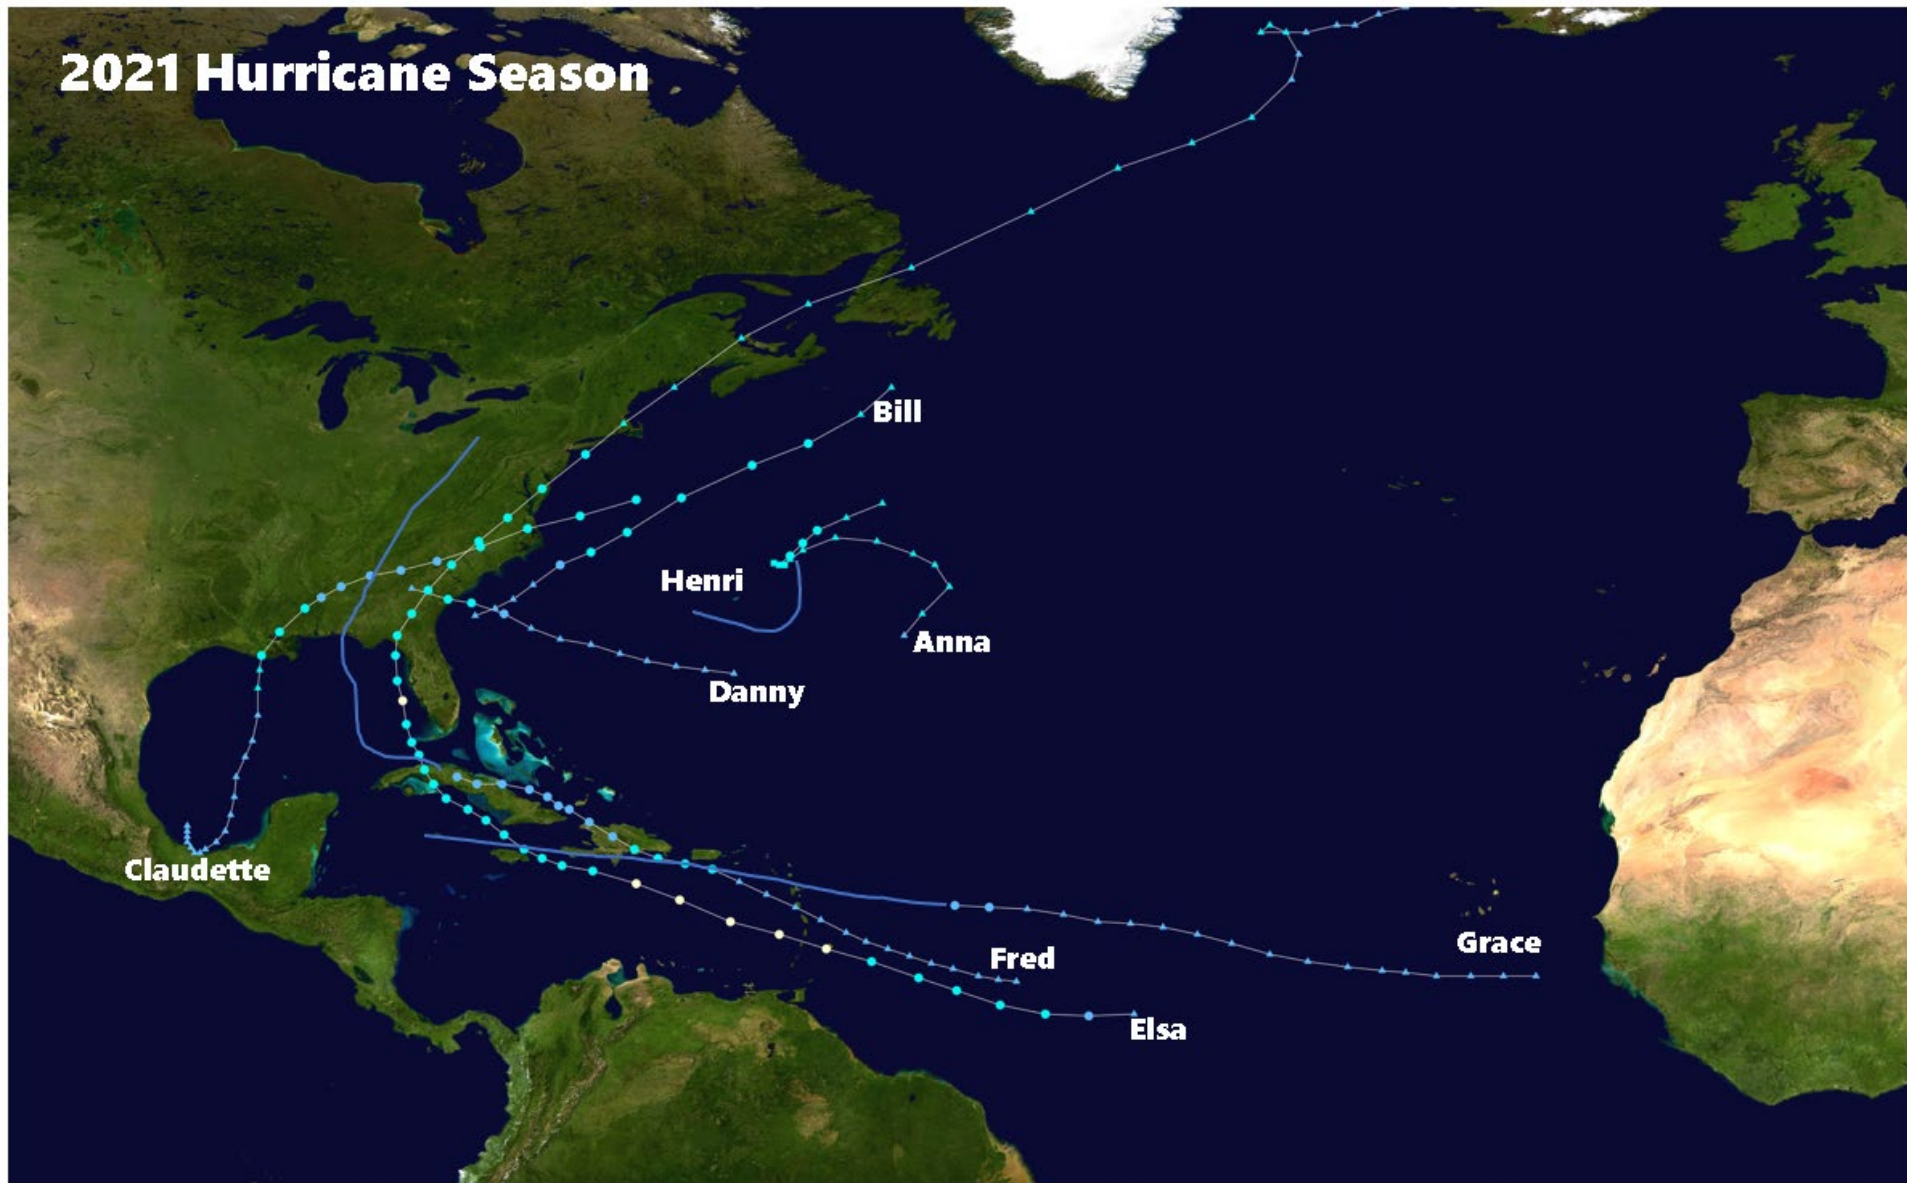 2021 Hurricane Season
Bill
Henri
Anna
Danny
Claudette
Grace
Fred
Elsa